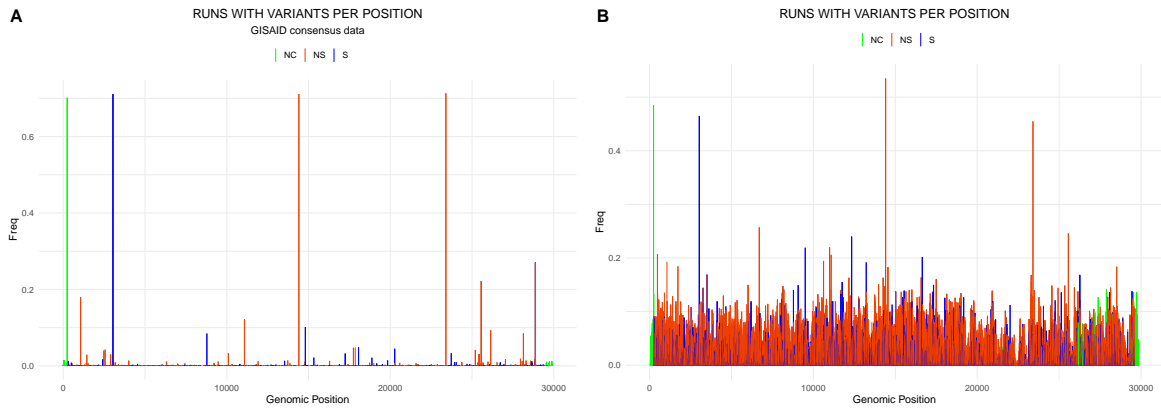 A
RUNS WITH VARIANTS PER POSITION
GISAID consensus data
NC NS S
Freq
0.6
0.4
0.2
0.0
0 10000 20000 30000
Genomic Position
B
RUNS WITH VARIANTS PER POSITION
NC NS S
Freq
0.4
0.2
0.0
0 10000 20000 30000
Genomic Position